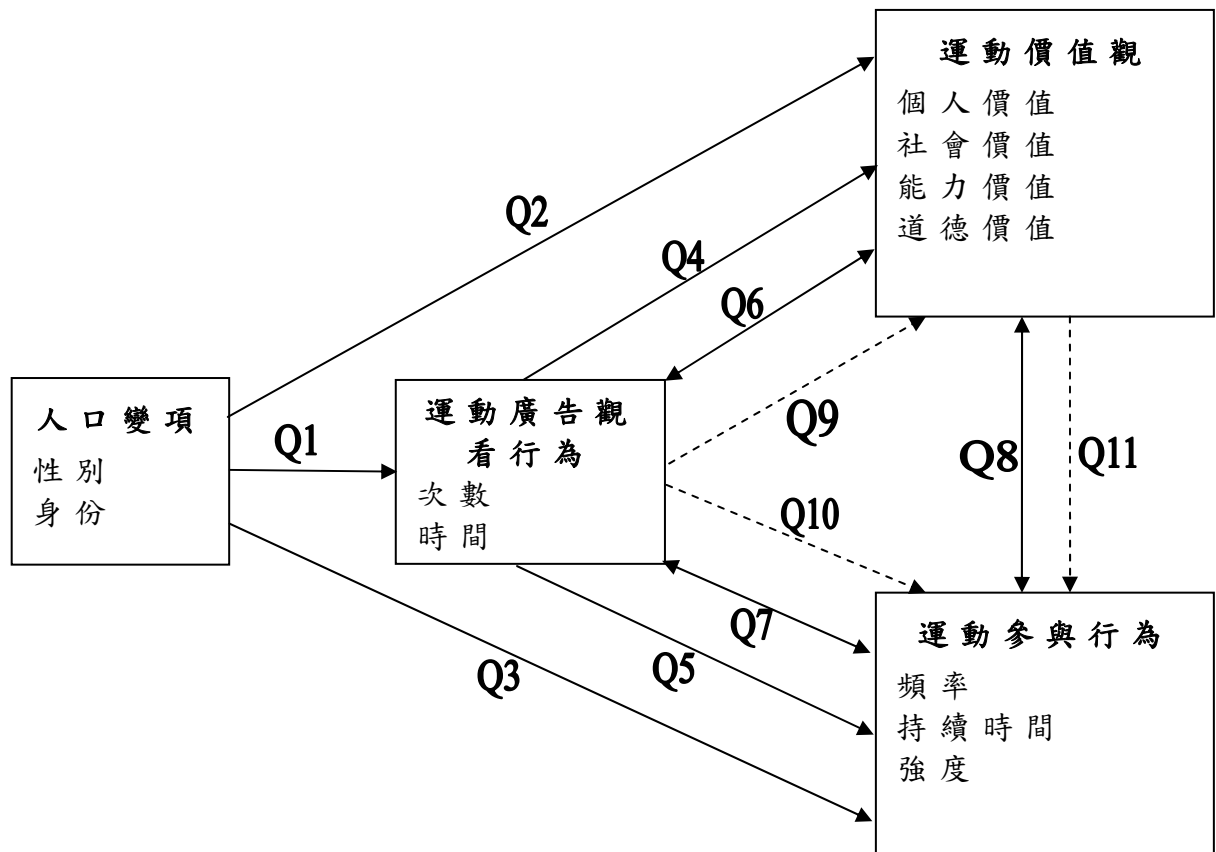 運動價值觀
個人價值
社會價值
能力價值
道德價值
Q2
Q4
Q6
人口變項
性別
身份
Q1
運動廣告觀
看行為
次數
時間
Q9
Q8
Q11
Q10
Q7
Q5
Q3
運動參與行為
頻率
持續時間
強度